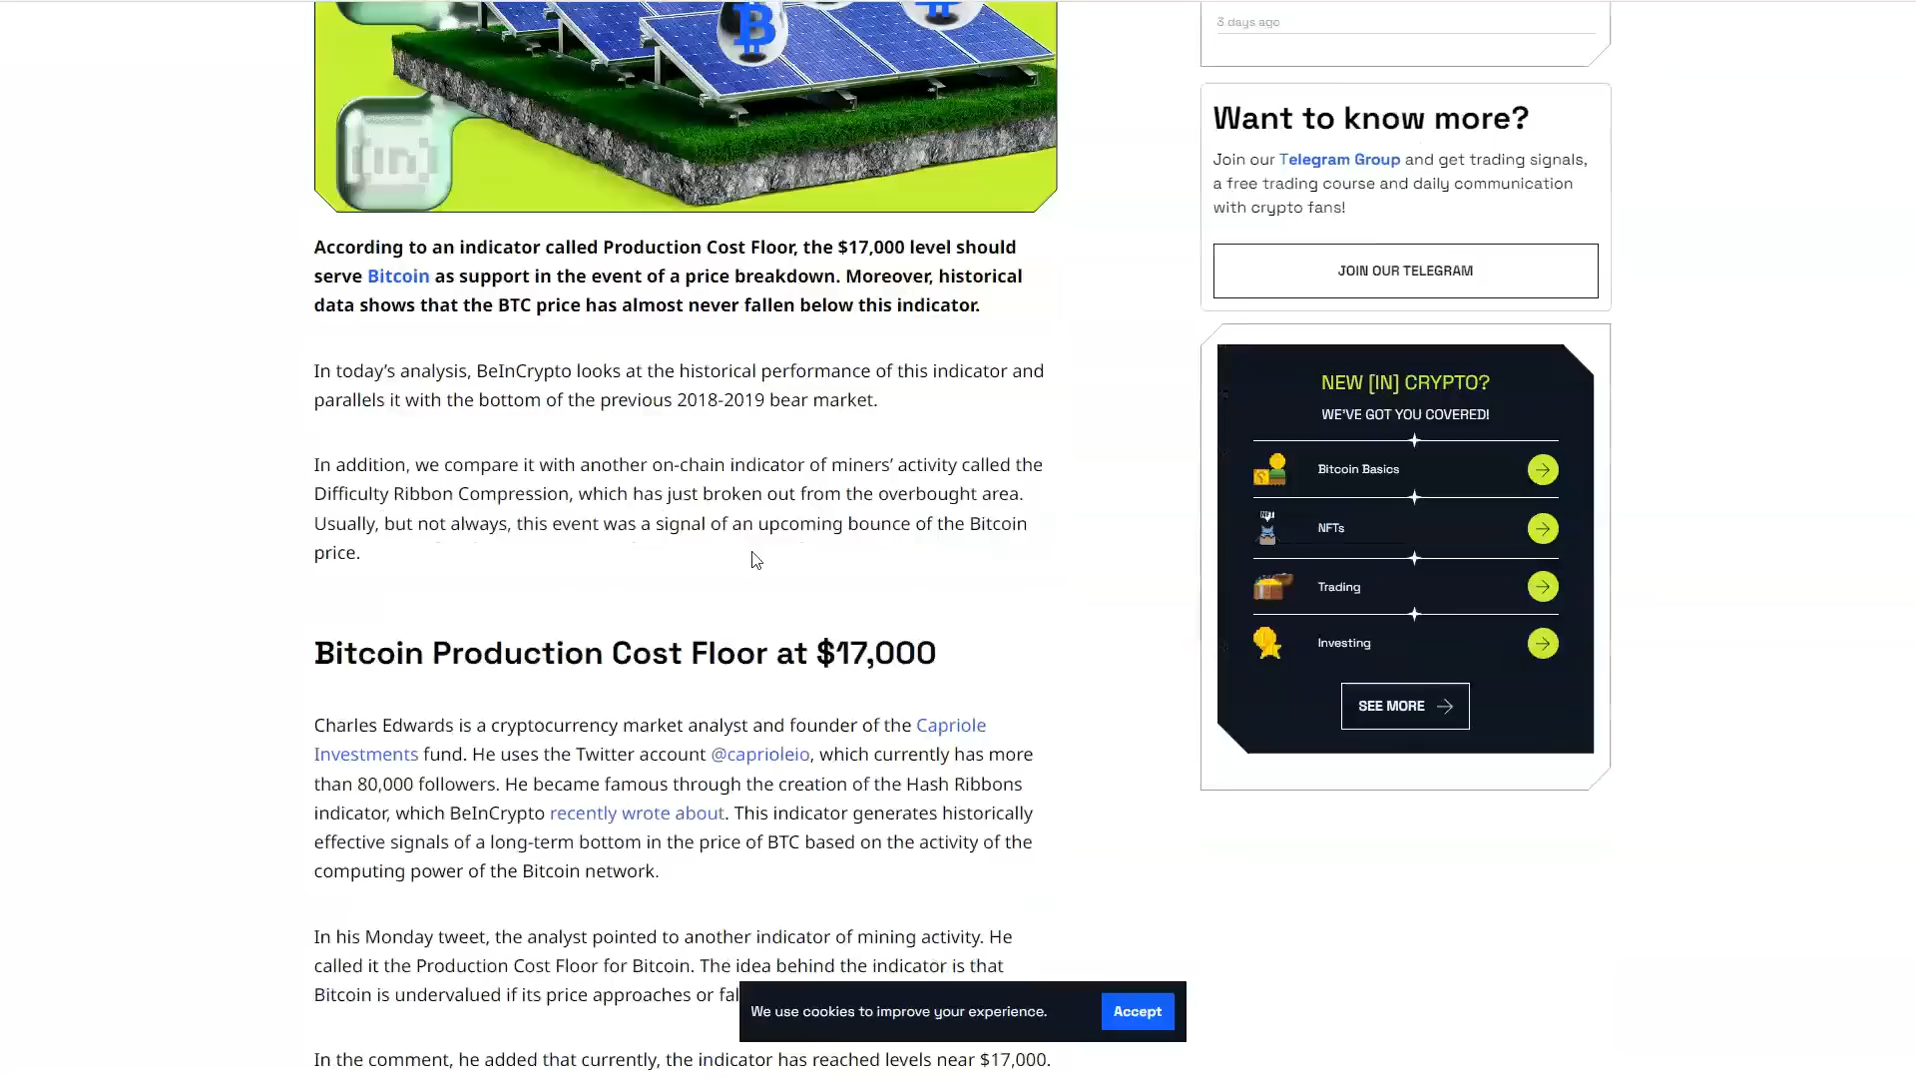 [in]
According to an indicator called Production Cost Floor, the $17,000 level should
serve Bitcoin as support in the event of a price breakdown. Moreover, historical
data shows that the BTC price has almost never fallen below this indicator.
In today’s analysis, BeInCrypto looks at the historical performance of this indicator and
parallels it with the bottom of the previous 2018-2019 bear market.
In addition, we compare it with another on-chain indicator of miners’ activity called the
Difficulty Ribbon Compression, which has just broken out from the overbought area.
Usually, but not always, this event was a signal of an upcoming bounce of the Bitcoin
price.
Bitcoin Production Cost Floor at $17,000
Charles Edwards is a cryptocurrency market analyst and founder of the Capriole
Investments fund. He uses the Twitter account @caprioleio, which currently has more
than 80,000 followers. He became famous through the creation of the Hash Ribbons
indicator, which BeInCrypto recently wrote about. This indicator generates historically
effective signals of a long-term bottom in the price of BTC based on the activity of the
computing power of the Bitcoin network.
In his Monday tweet, the analyst pointed to another indicator of mining activity. He
called it the Production Cost Floor for Bitcoin. The idea behind the indicator is that
Bitcoin is undervalued if its price approaches or
In the comment, he added that currently, the indicator has reached levels near $17,000.
3 days ago
Want to know more?
Join our Telegram Group and get trading signals,
a free trading course and daily communication
with crypto fans!
JOIN OUR TELEGRAM
NEW [IN] CRYPTO?
WE'VE GOT YOU COVERED!
Bitcoin Basics
NFTs
Trading
Investing
SEE MORE
We use cookies to improve your experience.
Accept